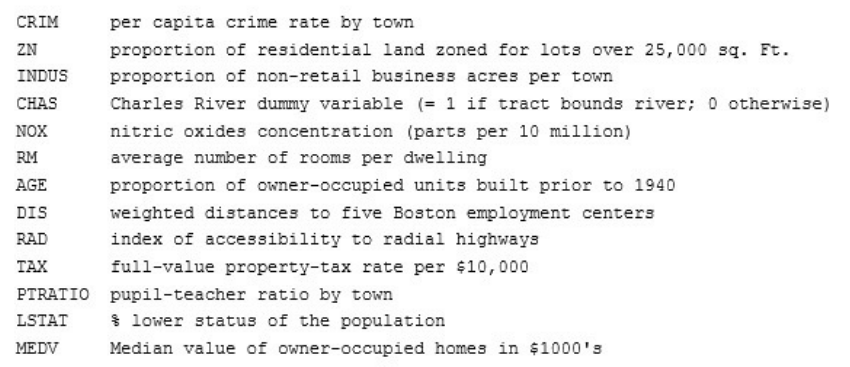 CRIM per capita crime rate by town
ZN proportion of residential land zoned for lots over 25,000 sq. Ft.
INDUS proportion of non-retail business acres per town
CHAS Charles River dummy variable (= 1 if tract bounds river; 0 otherwise)
NOX nitric oxides concentration (parts per 10 million)
RM average number of rooms per dwelling
AGE proportion of owner-occupied units built prior to 1940
DIS weighted distances to five Boston employment centers
RAD index of accessibility to radial highways
TAX full-value property-tax rate per $10,000
PTRATIO pupil-teacher ratio by town
LSTAT % lower status of the population
MEDV Median value of owner-occupied homes in $1000's